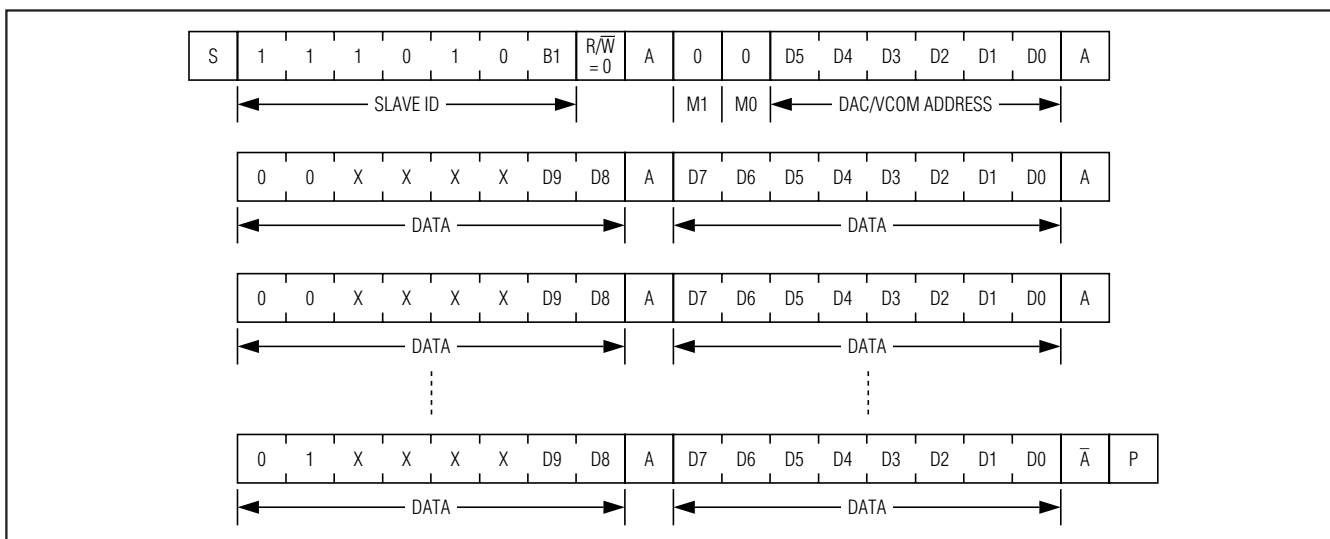 S 1 1 1 0 1 0 B1 R/W̅ = 0 A 0 0 D5 D4 D3 D2 D1 D0 A
SLAVE ID M1 M0 DAC/VCOM ADDRESS
0 0 X X X X D9 D8 A D7 D6 D5 D4 D3 D2 D1 D0 A
DATA DATA
0 0 X X X X D9 D8 A D7 D6 D5 D4 D3 D2 D1 D0 A
DATA DATA
0 1 X X X X D9 D8 A D7 D6 D5 D4 D3 D2 D1 D0 A̅ P
DATA DATA